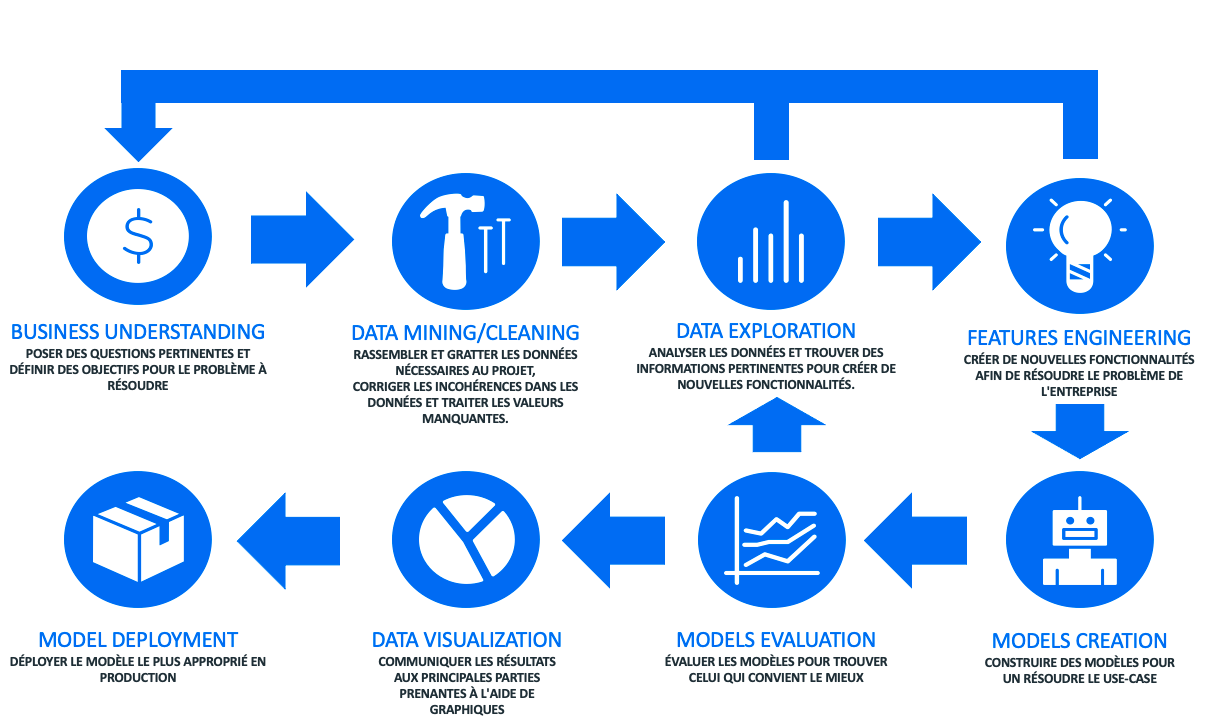 BUSINESS UNDERSTANDING
POSER DES QUESTIONS PERTINENTES ET
DÉFINIR DES OBJECTIFS POUR LE PROBLÈME À
RÉSOUDRE
DATA MINING/CLEANING
RASSEMBLER ET GRATTER LES DONNÉES
NÉCESSAIRES AU PROJET,
CORRIGER LES INCOHÉRENCES DANS LES
DONNÉES ET TRAITER LES VALEURS
MANQUANTES.
DATA EXPLORATION
ANALYSER LES DONNÉES ET TROUVER DES
INFORMATIONS PERTINENTES POUR CRÉER DE
NOUVELLES FONCTIONNALITÉS.
FEATURES ENGINEERING
CRÉER DE NOUVELLES FONCTIONNALITÉS
AFIN DE RÉSOUDRE LE PROBLÈME DE
L'ENTREPRISE
MODEL DEPLOYMENT
DÉPLOYER LE MODÈLE LE PLUS APPROPRIÉ EN
PRODUCTION
DATA VISUALIZATION
COMMUNIQUER LES RÉSULTATS
AUX PRINCIPALES PARTIES
PRENANTES À L'AIDE DE
GRAPHIQUES
MODELS EVALUATION
ÉVALUER LES MODÈLES POUR TROUVER
CELUI QUI CONVIENT LE MIEUX
MODELS CREATION
CONSTRUIRE DES MODÈLES POUR
UN RÉSOUDRE LE USE-CASE